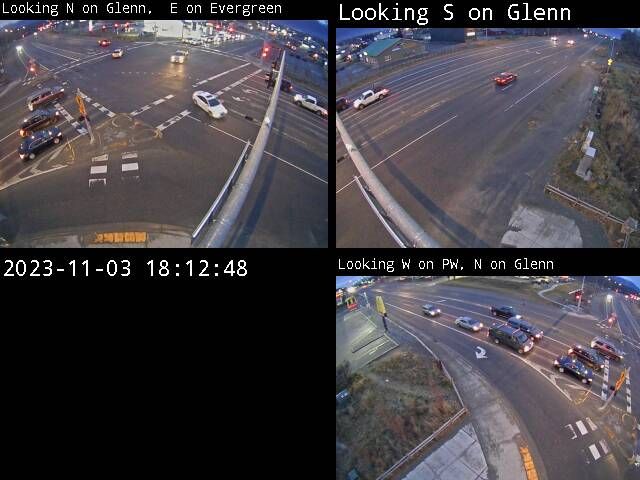 Looking N on Glenn,  E on Evergreen
Looking S on Glenn
2023-11-03 18:12:48
Looking W on PW, N on Glenn